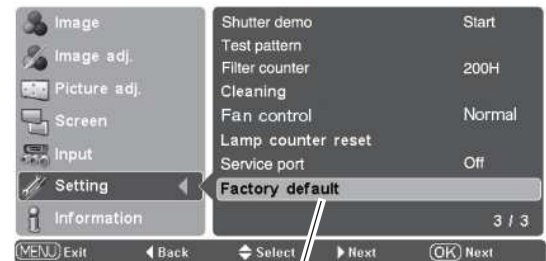 Image
Image adj.
Picture adj.
Screen
Input
Setting
Information
Shutter demo Start
Test pattern
Filter counter 200H
Cleaning
Fan control Normal
Lamp counter reset
Service port Off
Factory default
3 / 3
MENU Exit Back Select Next OK Next